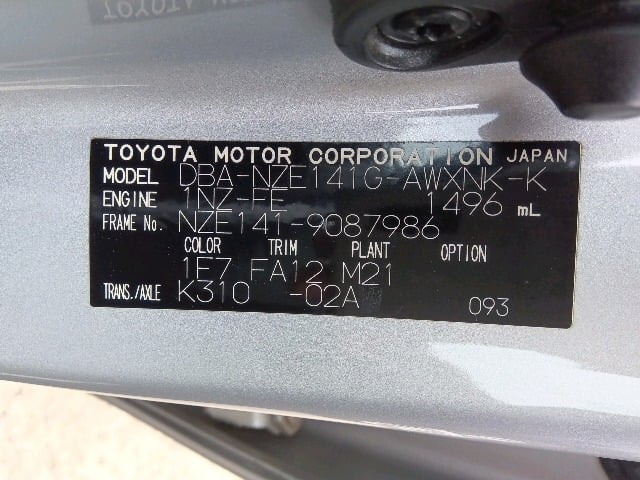 TOYOTA MOTOR CORPORATION JAPAN
MODEL DBA-NZE141G-AWXNK-K
ENGINE 1NZ-FE 1496 mL
FRAME No. NZE141-9087986
COLOR TRIM PLANT OPTION
1E7 FA12 M21
TRANS./AXLE K310 -02A 093